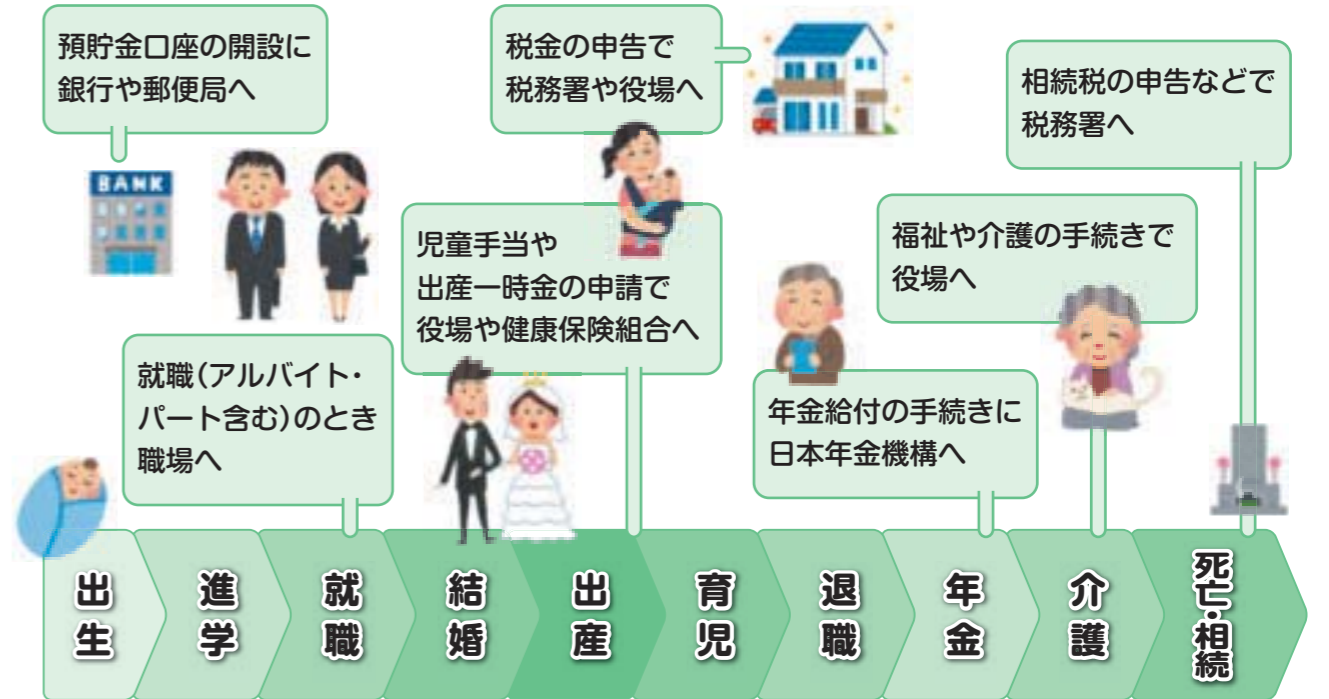 預貯金口座の開設に
銀行や郵便局へ
BANK
税金の申告で
税務署や役場へ
相続税の申告などで
税務署へ
児童手当や
出産一時金の申請で
役場や健康保険組合へ
福祉や介護の手続きで
役場へ
就職(アルバイト・
パート含む)のとき
職場へ
年金給付の手続きに
日本年金機構へ
出生
進学
就職
結婚
出産
育児
退職
年金
介護
死亡・相続